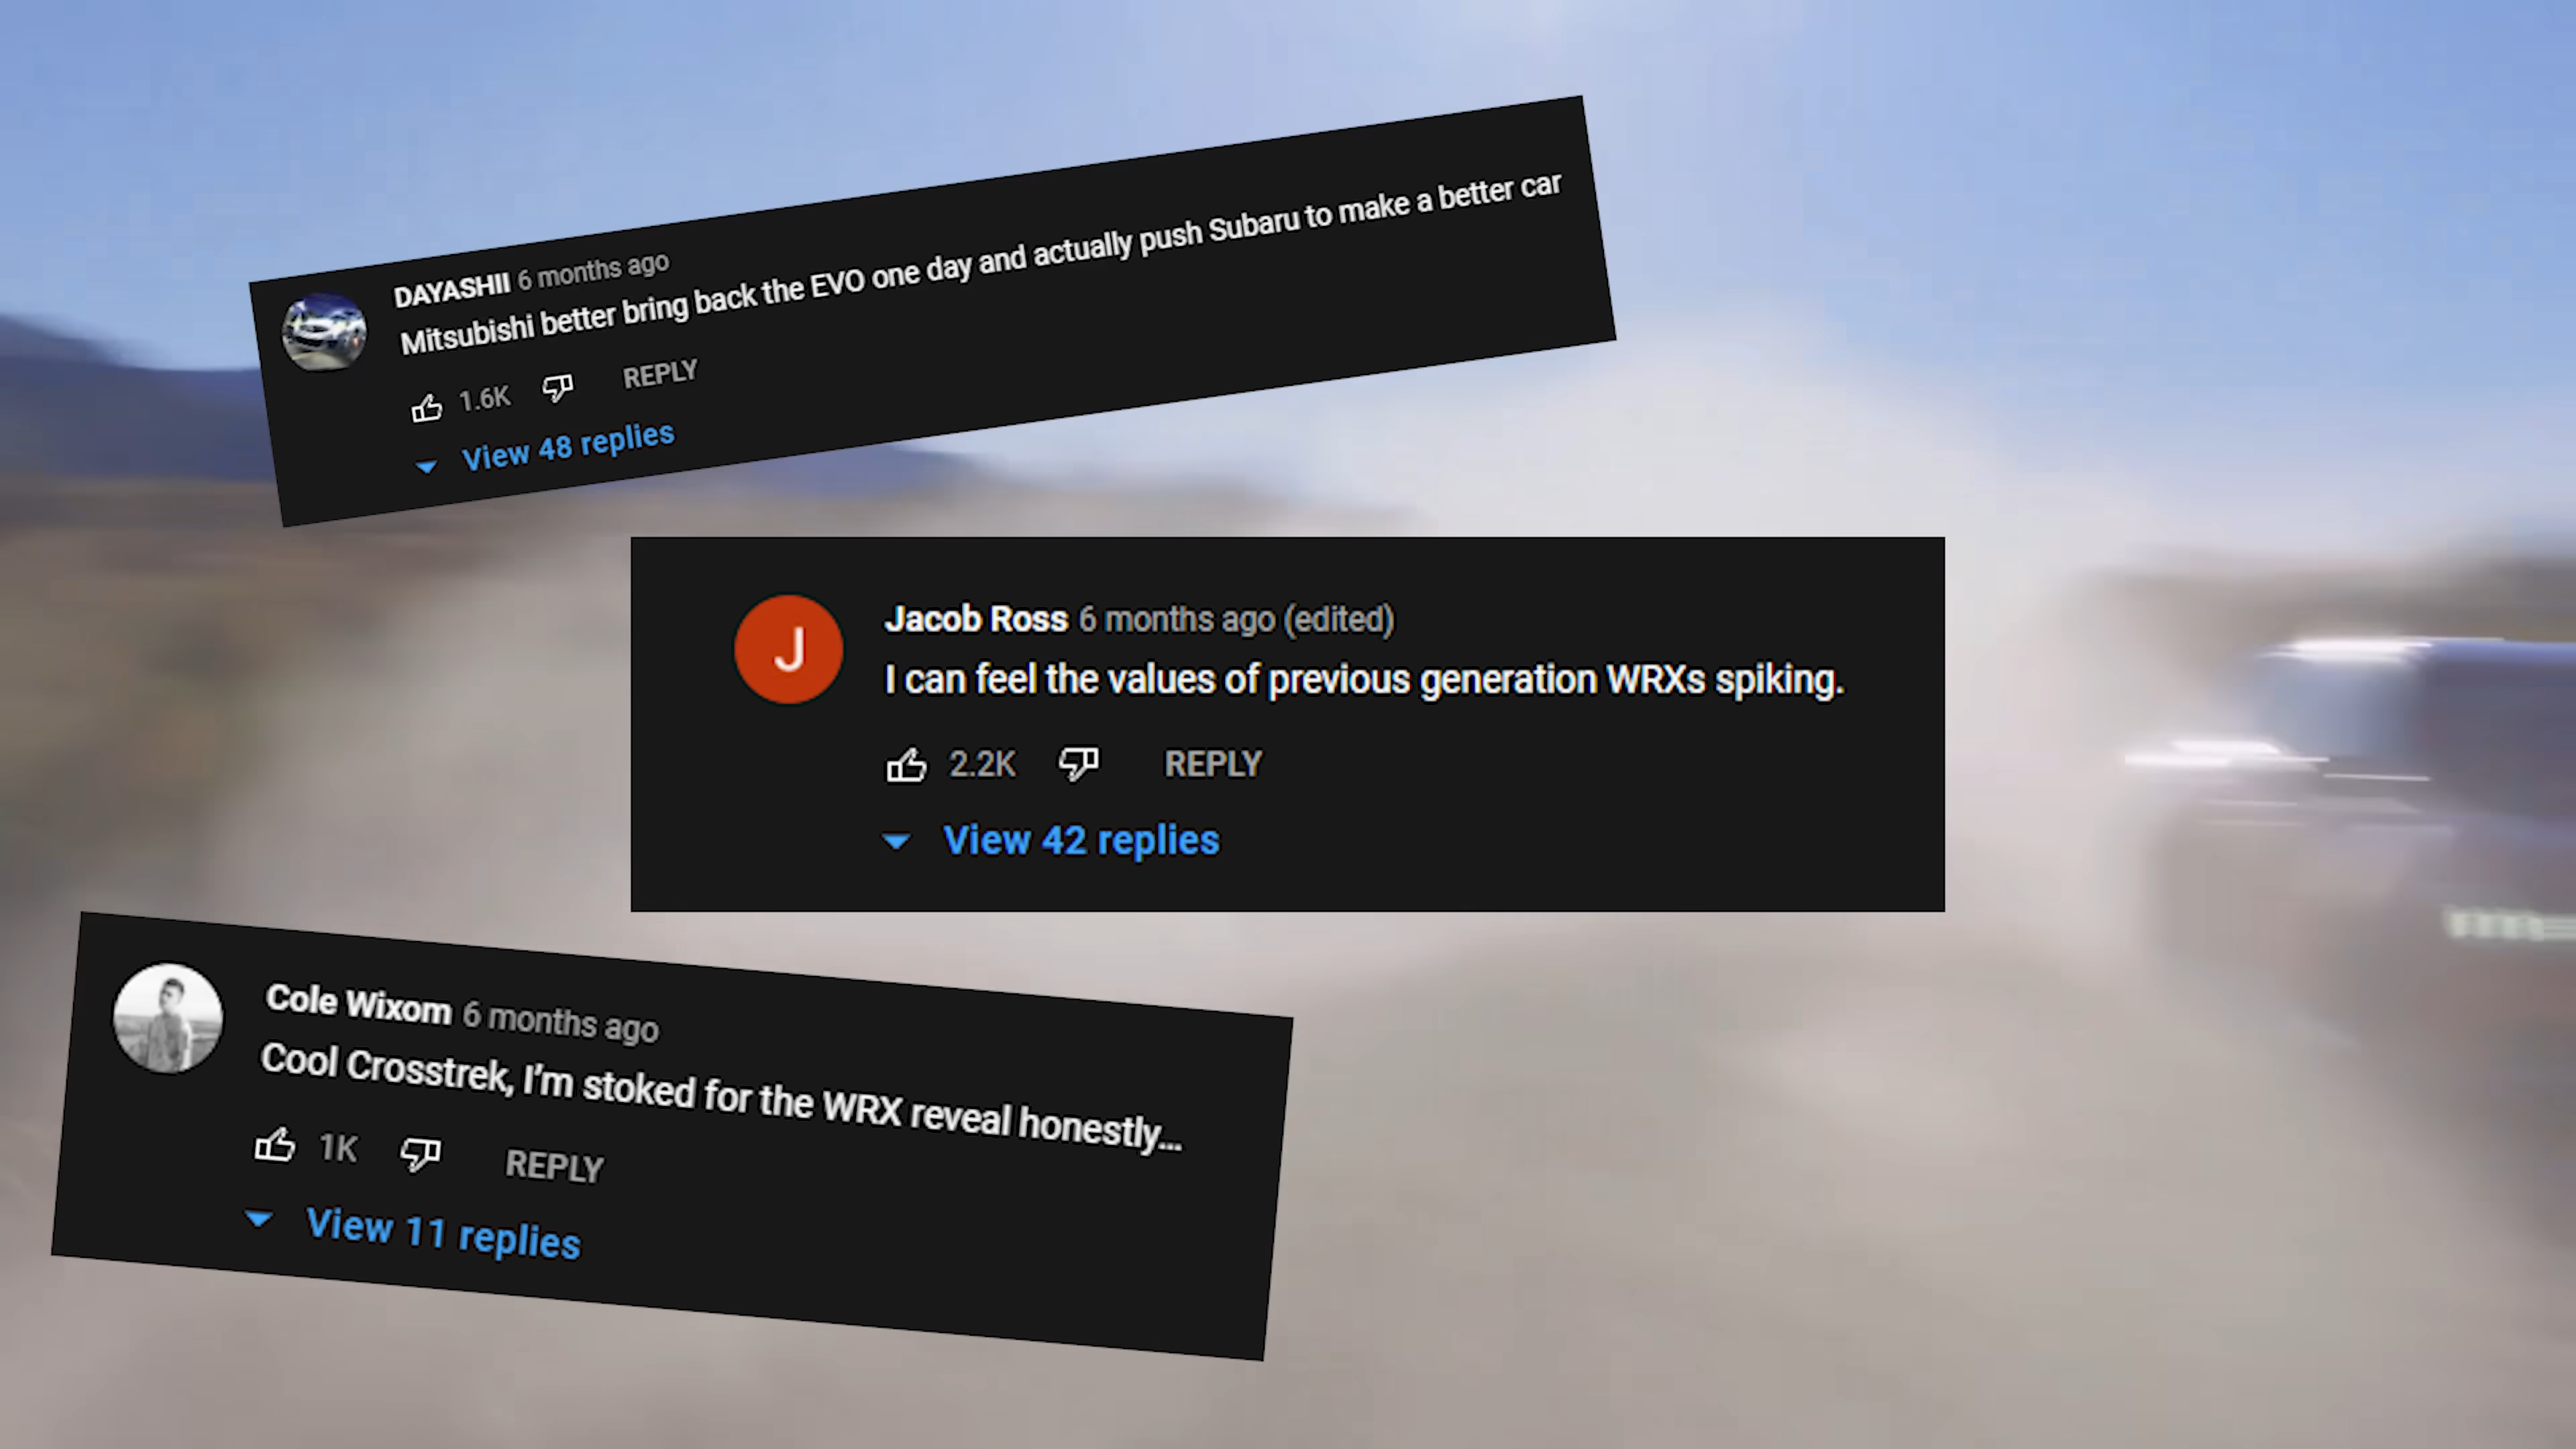 DAYASHII 6 months ago
Mitsubishi better bring back the EVO one day and actually push Subaru to make a better car
1.6K REPLY
View 48 replies
J
Jacob Ross 6 months ago (edited)
I can feel the values of previous generation WRXs spiking.
2.2K REPLY
View 42 replies
Cole Wixom 6 months ago
Cool Crosstrek, I'm stoked for the WRX reveal honestly...
1K REPLY
View 11 replies